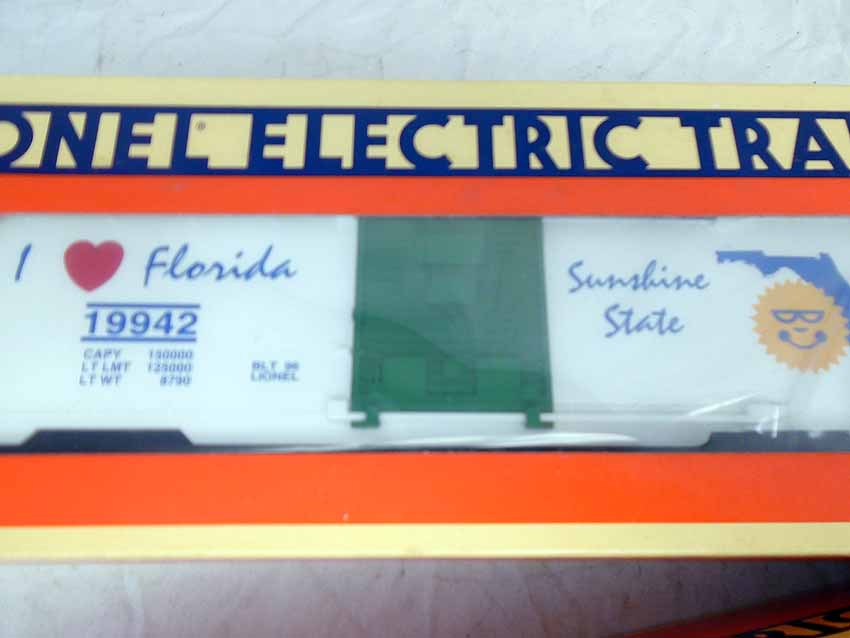 ONEL® ELECTRIC TRA
I Florida
19942
CAPY 150000
LT LMT 125000
LT WT 8790
BLT 96
LIONEL
Sunshine
State